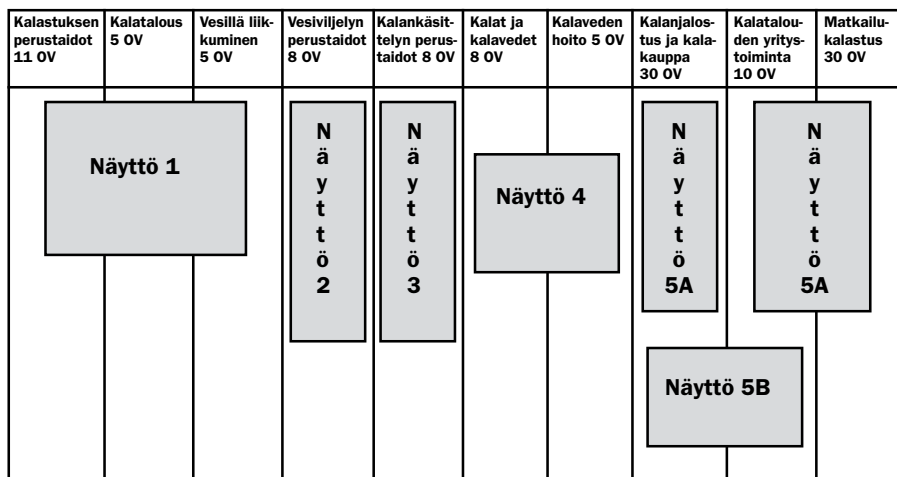 Kalastuksen
perustaidot
11 OV
Kalatalous
5 OV
Vesillä liik-
kuminen
5 OV
Vesiviljelyn
perustaidot
8 OV
Kalankäsit-
telyn perus-
taidot 8 OV
Kalat ja
kalavedet
8 OV
Kalaveden
hoito 5 OV
Kalanjalos-
tus ja kala-
kauppa
30 OV
Kalatalou-
den yritys-
toiminta
10 OV
Matkailu-
kalastus
30 OV
Näyttö 1
N
ä
y
t
t
ö
2
N
ä
y
t
t
ö
3
Näyttö 4
N
ä
y
t
t
ö
5A
N
ä
y
t
t
ö
5A
Näyttö 5B